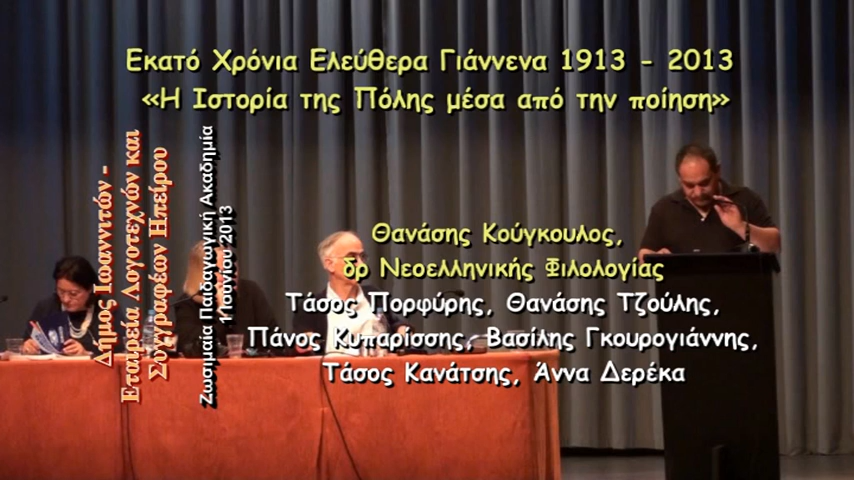 Εκατό Χρόνια Ελεύθερα Γιάννενα 1913 - 2013
«Η Ιστορία της Πόλης μέσα από την ποίηση»
Δήμος Ιωαννιτών -
Εταιρεία Λογοτεχνών και
Συγγραφέων Ηπείρου
Ζωσιμαία Παιδαγωγική Ακαδημία
1 Ιουνίου 2013
Θανάσης Κούγκουλος,
δρ Νεοελληνικής Φιλολογίας
Τάσος Πορφύρης, Θανάσης Τζούλης,
Πάνος Κυπαρίσσης, Βασίλης Γκουρογιάννης,
Τάσος Κανάτσης, Άννα Δερέκα